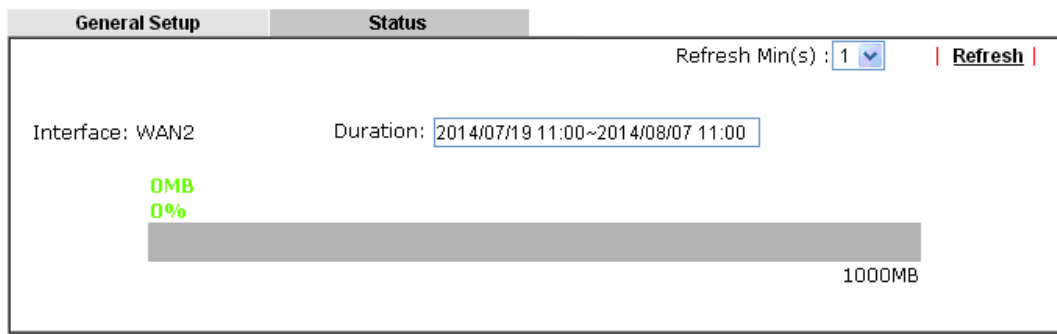 General Setup Status
Refresh Min(s) : 1 | Refresh |
Interface: WAN2 Duration: 2014/07/19 11:00~2014/08/07 11:00
0MB
0%
1000MB